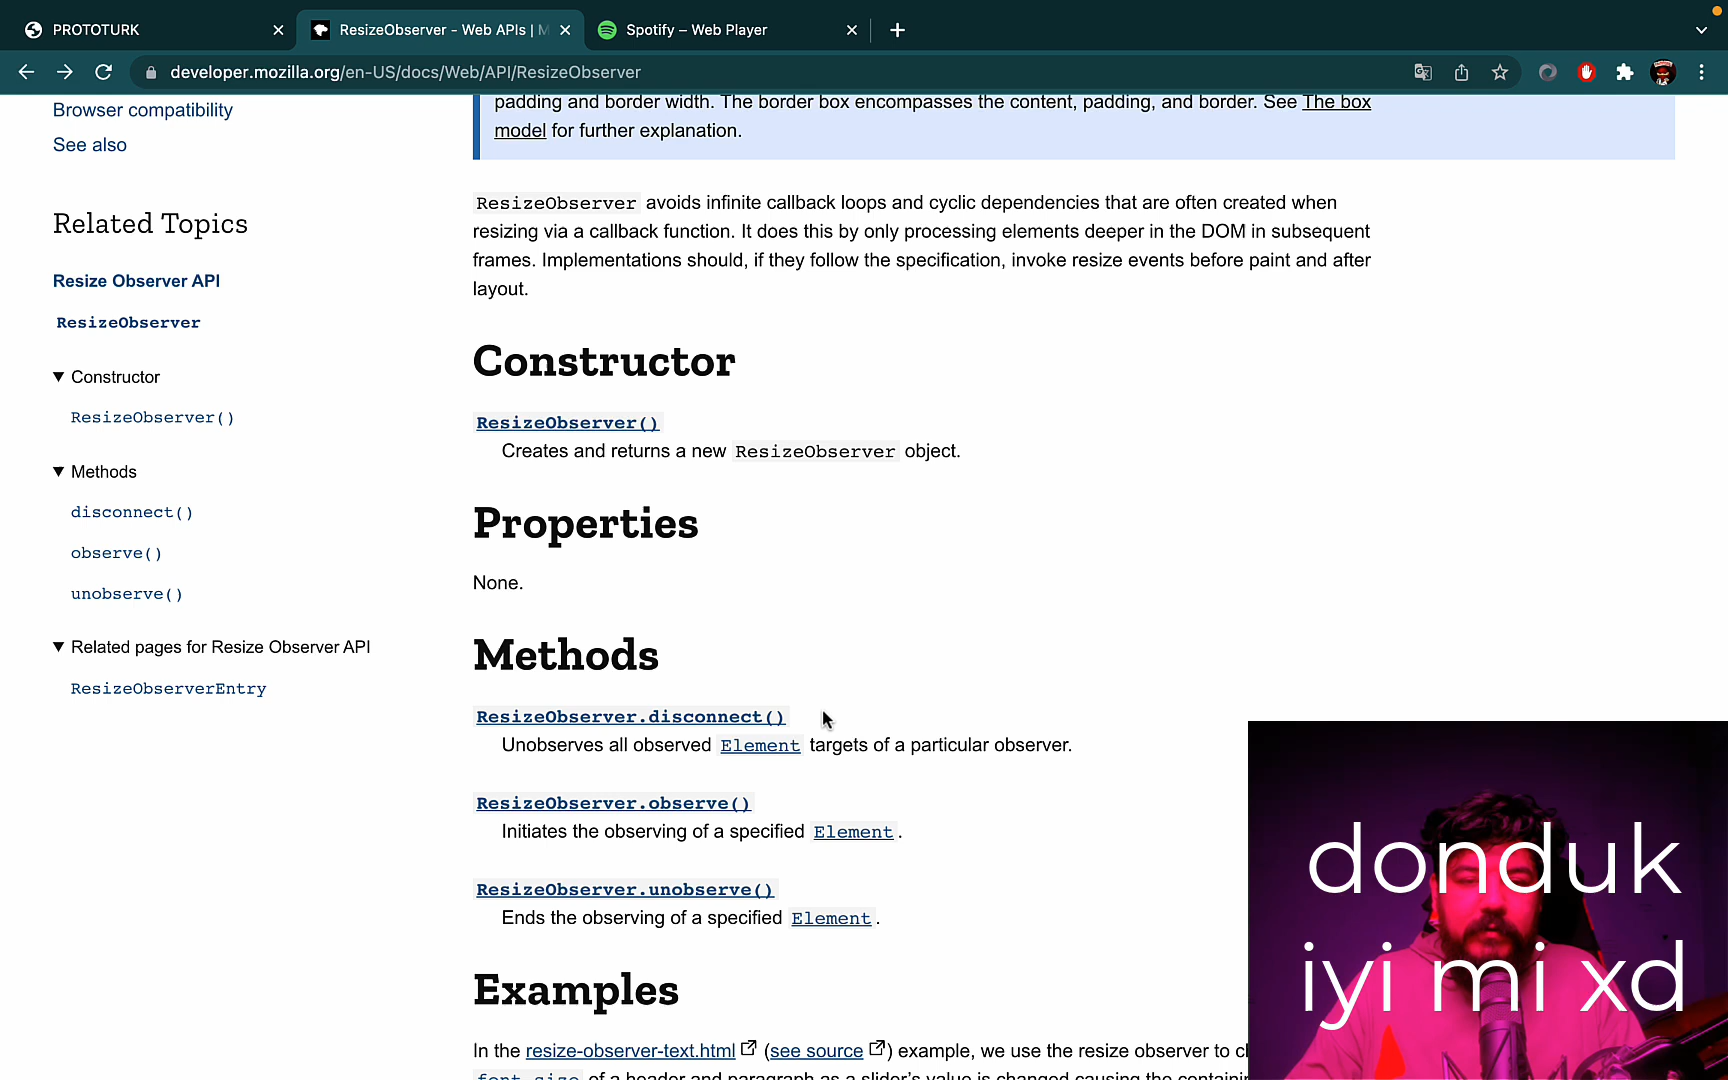 PROTOTURK
ResizeObserver - Web APIs | M
Spotify – Web Player
developer.mozilla.org/en-US/docs/Web/API/ResizeObserver
Browser compatibility
See also
Related Topics
Resize Observer API
ResizeObserver
Constructor
ResizeObserver()
Methods
disconnect()
observe()
unobserve()
Related pages for Resize Observer API
ResizeObserverEntry
padding and border width. The border box encompasses the content, padding, and border. See The box
model for further explanation.
ResizeObserver avoids infinite callback loops and cyclic dependencies that are often created when
resizing via a callback function. It does this by only processing elements deeper in the DOM in subsequent
frames. Implementations should, if they follow the specification, invoke resize events before paint and after
layout.
Constructor
ResizeObserver()
Creates and returns a new ResizeObserver object.
Properties
None.
Methods
ResizeObserver.disconnect()
Unobserves all observed Element targets of a particular observer.
ResizeObserver.observe()
Initiates the observing of a specified Element.
ResizeObserver.unobserve()
Ends the observing of a specified Element.
Examples
In the resize-observer-text.html (see source) example, we use the resize observer to
font-size of a header and paragraph as a slider's value is changed causing the
donduk
iyi mi xd